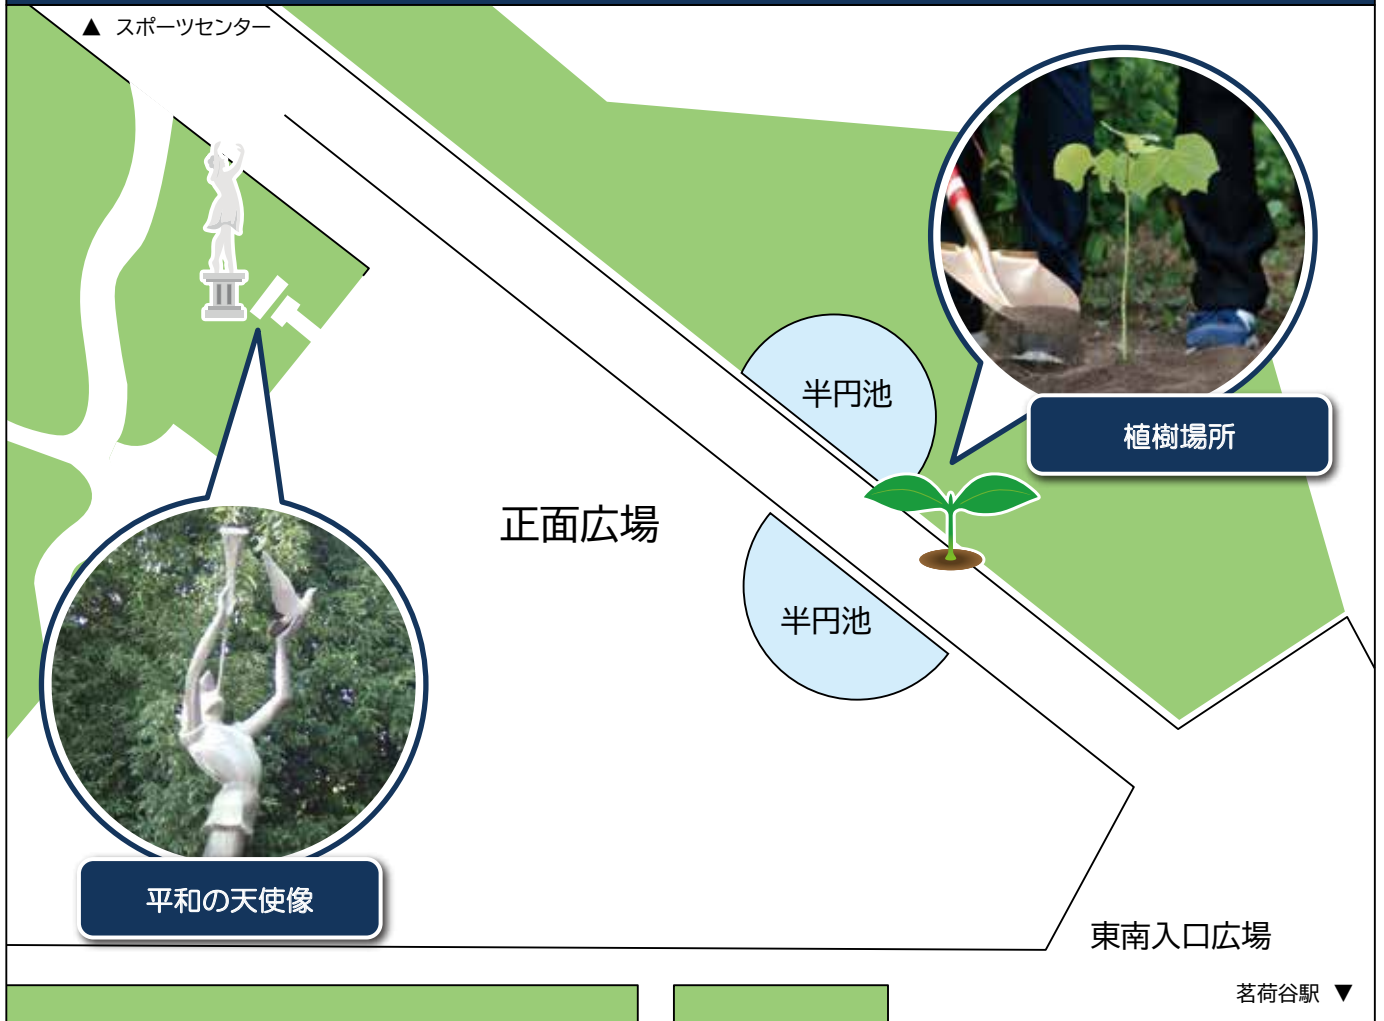 ▲ スポーツセンター
半円池
植樹場所
正面広場
半円池
平和の天使像
東南入口広場
茗荷谷駅 ▼